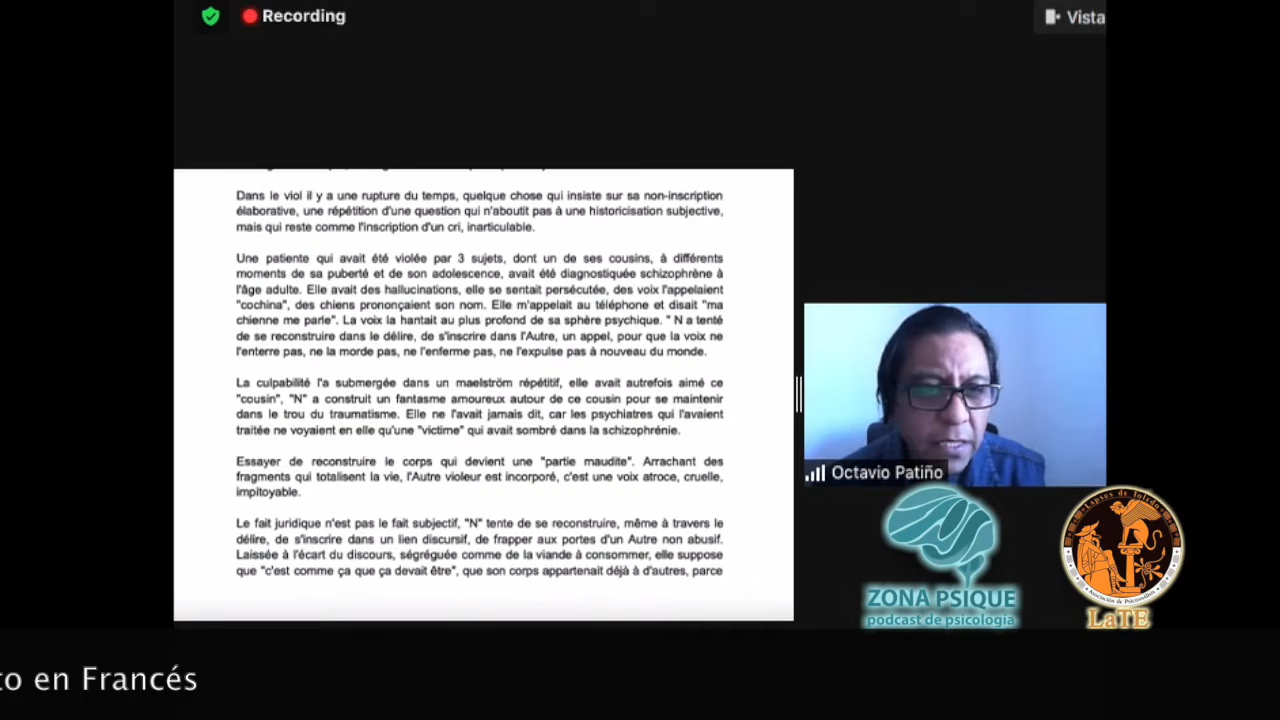 Recording
Vista
Dans le viol il y a une rupture du temps, quelque chose qui insiste sur sa non-inscription
élaborative, une répétition d'une question qui n'aboutit pas à une historicisation subjective,
mais qui reste comme l'inscription d'un cri, inarticulable.
Une patiente qui avait été violée par 3 sujets, dont un de ses cousins, à différents
moments de sa puberté et de son adolescence, avait été diagnostiquée schizophrène à
l'âge adulte. Elle avait des hallucinations, elle se sentait persécutée, des voix l'appelaient
"cochina", des chiens prononçaient son nom. Elle m'appelait au téléphone et disait "ma
chienne me parle". La voix la hantait au plus profond de sa sphère psychique. " N a tenté
de se reconstruire dans le délire, de s'inscrire dans l'Autre, un appel, pour que la voix ne
l'enterre pas, ne la morde pas, ne l'enferme pas, ne l'expulse pas à nouveau du monde.
La culpabilité l'a submergée dans un maelström répétitif, elle avait autrefois aimé ce
"cousin", "N" a construit un fantasme amoureux autour de ce cousin pour se maintenir
dans le trou du traumatisme. Elle ne l'avait jamais dit, car les psychiatres qui l'avaient
traitée ne voyaient en elle qu'une "victime" qui avait sombré dans la schizophrénie.
Essayer de reconstruire le corps qui devient une "partie maudite". Arrachant des
fragments qui totalisent la vie, l'Autre violeur est incorporé, c'est une voix atroce, cruelle,
impitoyable.
Le fait juridique n'est pas le fait subjectif, "N" tente de se reconstruire, même à travers le
délire, de s'inscrire dans un lien discursif, de frapper aux portes d'un Autre non abusif.
Laissée à l'écart du discours, ségréguée comme de la viande à consommer, elle suppose
que "c'est comme ça que ça devait être", que son corps appartenait déjà à d'autres, parce
Octavio Patiño
ZONA PSIQUE
podcast de psicología
Lapsus de Toledo
Asociación de Psicoanálisis
LaTE
to en Francés